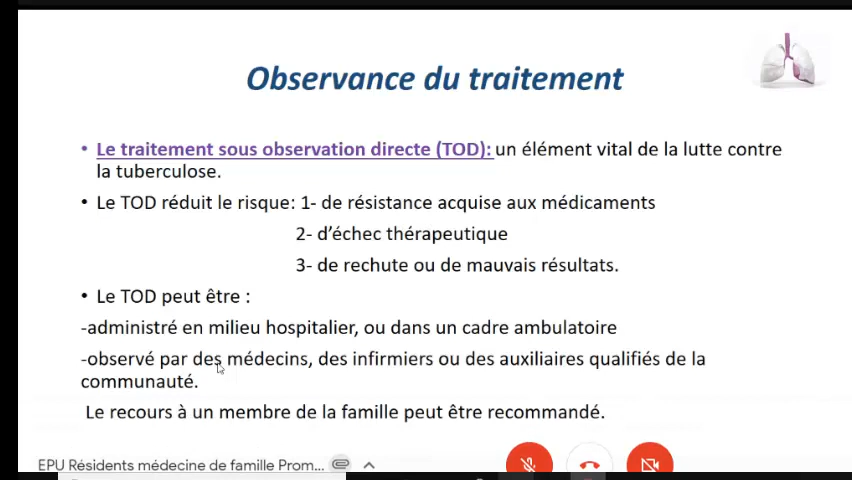 Observance du traitement
• Le traitement sous observation directe (TOD): un élément vital de la lutte contre
la tuberculose.
• Le TOD réduit le risque: 1- de résistance acquise aux médicaments
2- d'échec thérapeutique
3- de rechute ou de mauvais résultats.
• Le TOD peut être :
-administré en milieu hospitalier, ou dans un cadre ambulatoire
-observé par des médecins, des infirmiers ou des auxiliaires qualifiés de la
communauté.
Le recours à un membre de la famille peut être recommandé.
EPU Résidents médecine de famille Prom...